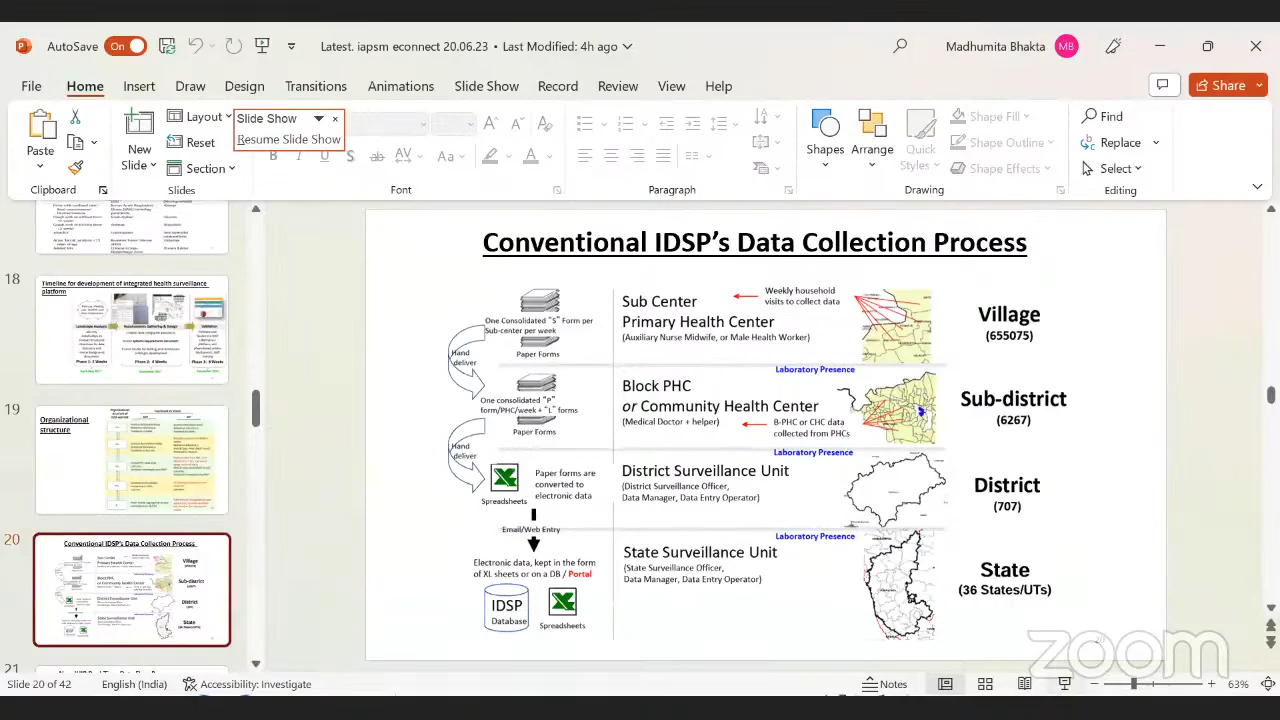 AutoSave On Latest. iapsm econnect 20.06.23 • Last Modified: 4h ago Madhumita Bhakta MB
File Home Insert Draw Design Transitions Animations Slide Show Record Review View Help Share
Paste
Clipboard
New
Slide
Layout
Reset
Section
Slides
Slide Show
Resume Slide Show
B I U S ab AV Aa A
Font
Paragraph
Shapes
Arrange
Quick
Styles
Shape Fill
Shape Outline
Shape Effects
Drawing
Find
Replace
Select
Editing
18
Timeline for development of integrated health surveillance
platform
19
Organizational
structure
20
Conventional IDSP's Data Collection Process
21
Conventional IDSP's Data Collection Process
One Consolidated "S" Form per
Sub-center per week
Paper Forms
Hand
deliver
Sub Center
Primary Health Center
(Auxiliary Nurse Midwife, or Male Health Worker)
Weekly household
visits to collect data
Village
(655075)
Laboratory Presence
One consolidated "P"
form/PHC/week + "L" forms
Paper Forms
Hand
deliver
Block PHC
or Community Health Center
(Medical Doctor + helper)
B-PHC or CHC data
collected from PHCs
Sub-district
(6267)
Laboratory Presence
Spreadsheets
Paper forms are
converted to
electronic data
District Surveillance Unit
(District Surveillance Officer,
Data Manager, Data Entry Operator)
District
(707)
Email/Web Entry
Laboratory Presence
Electronic data, kept in the form
of XL sheets or on a DB / Portal
IDSP
Database
Spreadsheets
State Surveillance Unit
(State Surveillance Officer,
Data Manager, Data Entry Operator)
State
(36 States/UTs)
zoom
Slide 20 of 42 English (India) Accessibility: Investigate Notes 63%